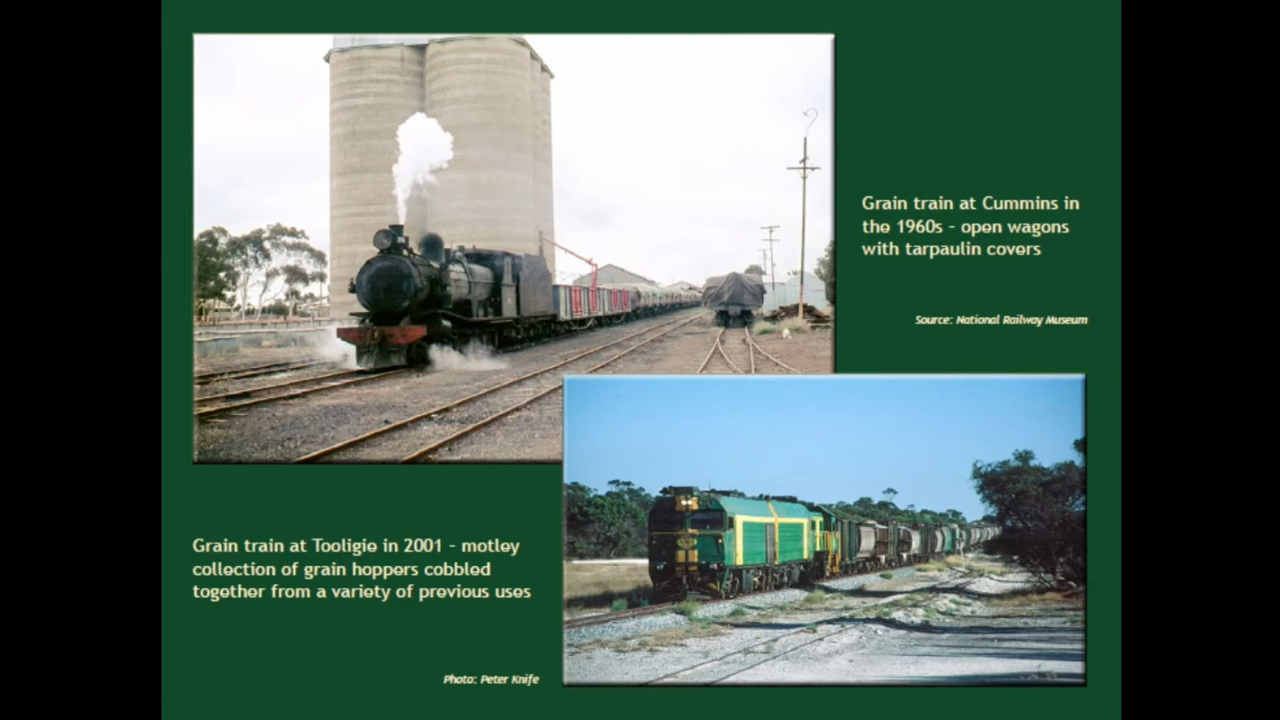 Grain train at Cummins in
the 1960s – open wagons
with tarpaulin covers
Source: National Railway Museum
Grain train at Tooligie in 2001 – motley
collection of grain hoppers cobbled
together from a variety of previous uses
Photo: Peter Knife